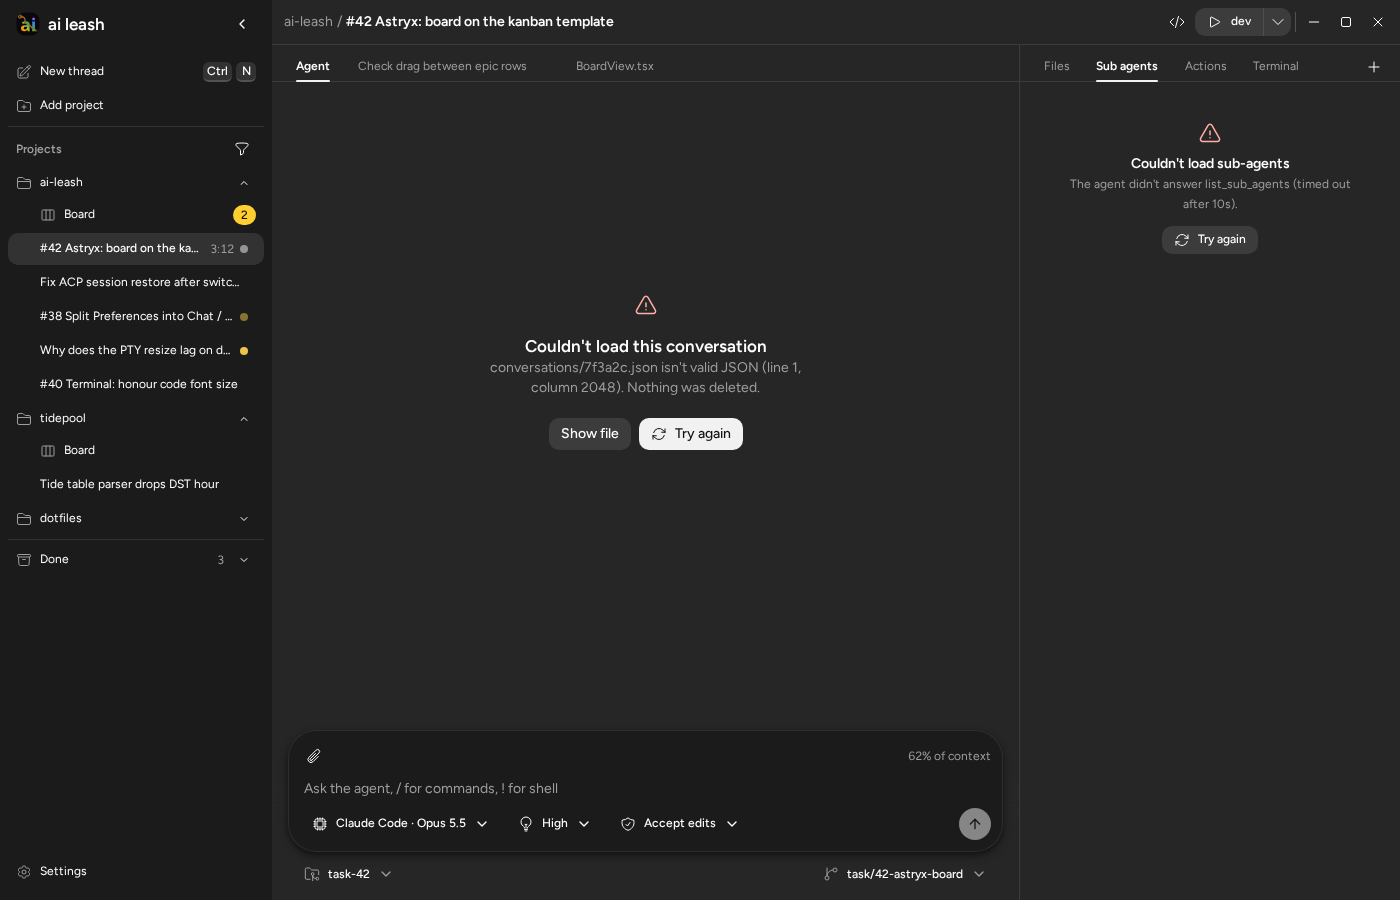 ai leash
New thread Ctrl N
Add project
Projects
ai-leash
Board 2
#42 Astryx: board on the ka... 3:12
Fix ACP session restore after switc...
#38 Split Preferences into Chat / ...
Why does the PTY resize lag on d...
#40 Terminal: honour code font size
tidepool
Board
Tide table parser drops DST hour
dotfiles
Done 3
Settings
ai-leash / #42 Astryx: board on the kanban template
dev
Agent Check drag between epic rows BoardView.tsx
Couldn't load this conversation
conversations/7f3a2c.json isn't valid JSON (line 1,
column 2048). Nothing was deleted.
Show file Try again
62% of context
Ask the agent, / for commands, ! for shell
Claude Code · Opus 5.5 High Accept edits
task-42 task/42-astryx-board
Files Sub agents Actions Terminal
Couldn't load sub-agents
The agent didn't answer list_sub_agents (timed out
after 10s).
Try again